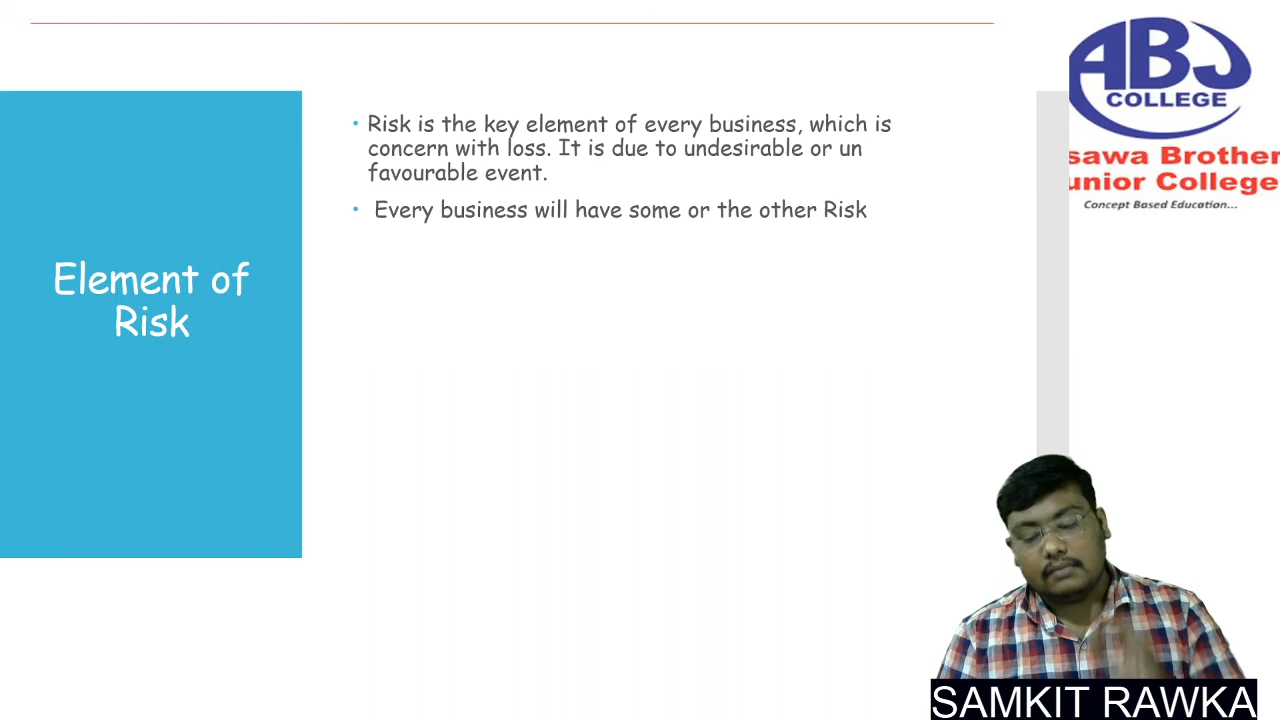 Element of
Risk
• Risk is the key element of every business, which is
concern with loss. It is due to undesirable or un
favourable event.
• Every business will have some or the other Risk
ABJ
COLLEGE
sawa Brother
unior College
Concept Based Education...
SAMKIT RAWKA